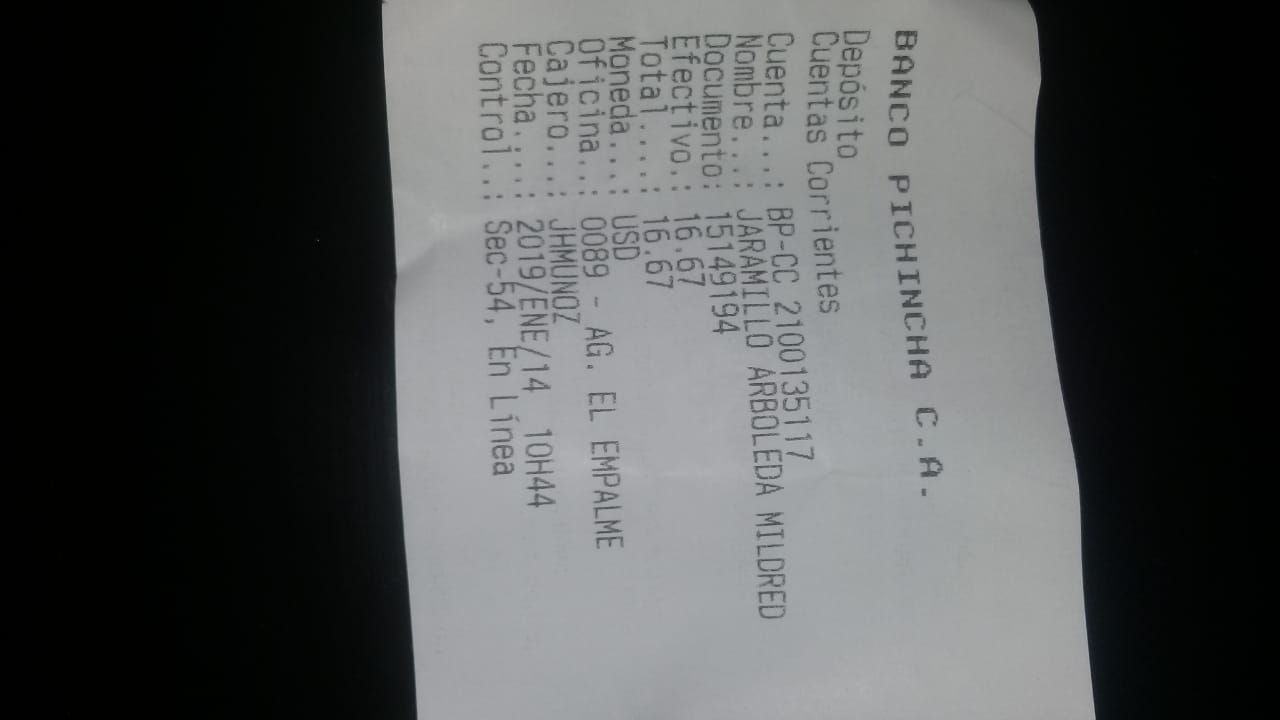 BANCO PICHINCHA C.A.
Depósito
Cuentas Corrientes
Cuenta...: BP-CC 2100135117
Nombre...: JARAMILLO ARBOLEDA MILDRED
Documento: 15149194
Efectivo.: 16.67
Total....: 16.67
Moneda...: USD
Oficina..: 0089 - AG. EL EMPALME
Cajero...: JHMUNOZ
Fecha....: 2019/ENE/14 10H44
Control..: Sec-54, En Línea